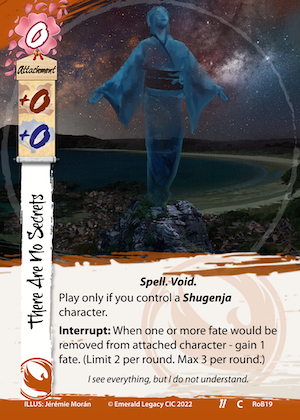 0
Attachment
+0
+0
There Are No Secrets
Spell. Void.
Play only if you control a Shugenja
character.
Interrupt: When one or more fate would be
removed from attached character - gain 1
fate. (Limit 2 per round. Max 3 per round.)
I see everything, but I do not understand.
ILLUS: Jérémie Morán
© Emerald Legacy CIC 2022
C
RoB19